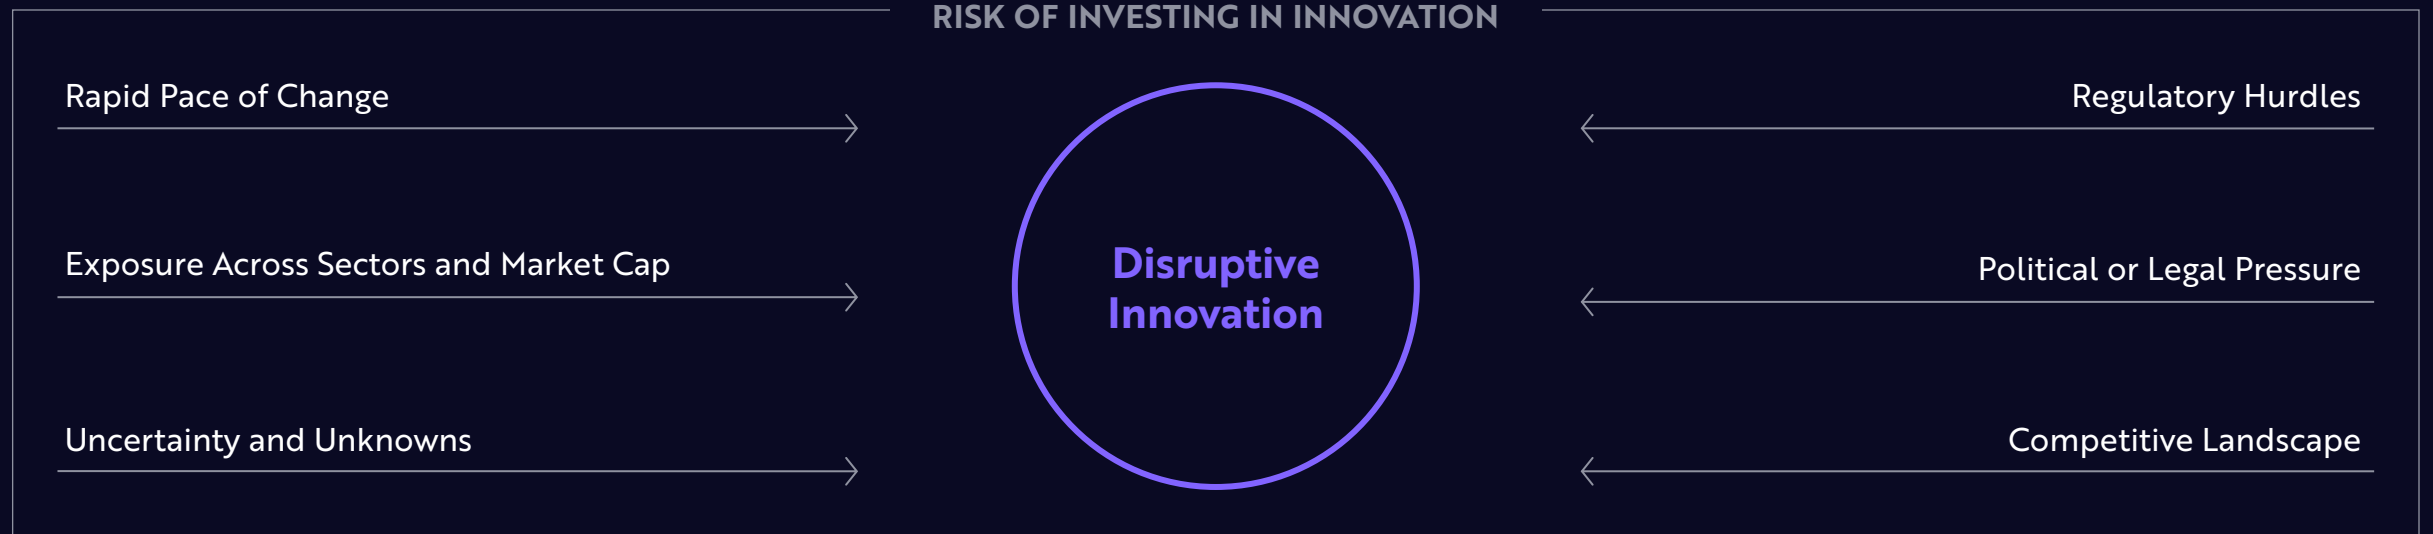 RISK OF INVESTING IN INNOVATION
Rapid Pace of Change
Exposure Across Sectors and Market Cap
Uncertainty and Unknowns
Disruptive
Innovation
Regulatory Hurdles
Political or Legal Pressure
Competitive Landscape